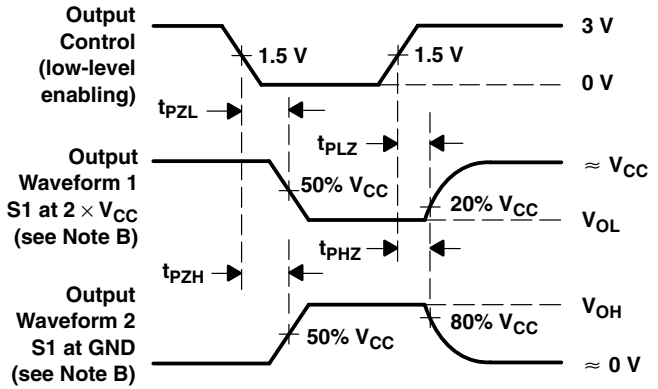 Output
Control
(low-level
enabling)
1.5 V
1.5 V
3 V
0 V
tPZL
tPLZ
Output
Waveform 1
S1 at 2 × VCC
(see Note B)
50% VCC
20% VCC
≈ VCC
VOL
tPZH
tPHZ
Output
Waveform 2
S1 at GND
(see Note B)
50% VCC
80% VCC
VOH
≈ 0 V